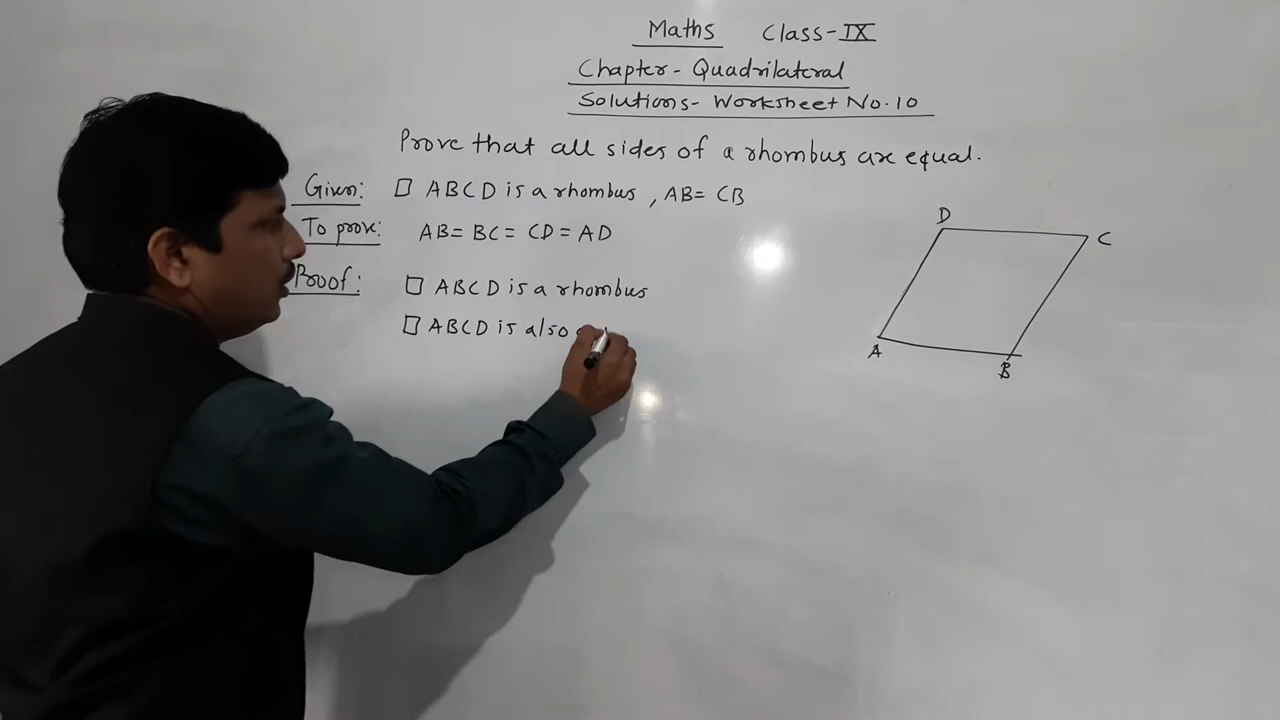 Maths Class-IX
Chapter- Quadrilateral
Solutions- Worksheet No. 10
Prove that all sides of a rhombus are equal.
Given: □ ABCD is a rhombus, AB = CB
To prove: AB = BC = CD = AD
Proof: □ ABCD is a rhombus
□ ABCD is also
D
C
A
B